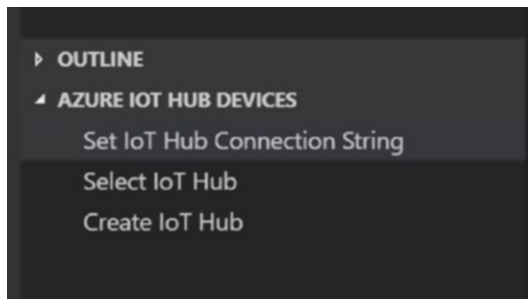 OUTLINE
AZURE IOT HUB DEVICES
Set IoT Hub Connection String
Select IoT Hub
Create IoT Hub